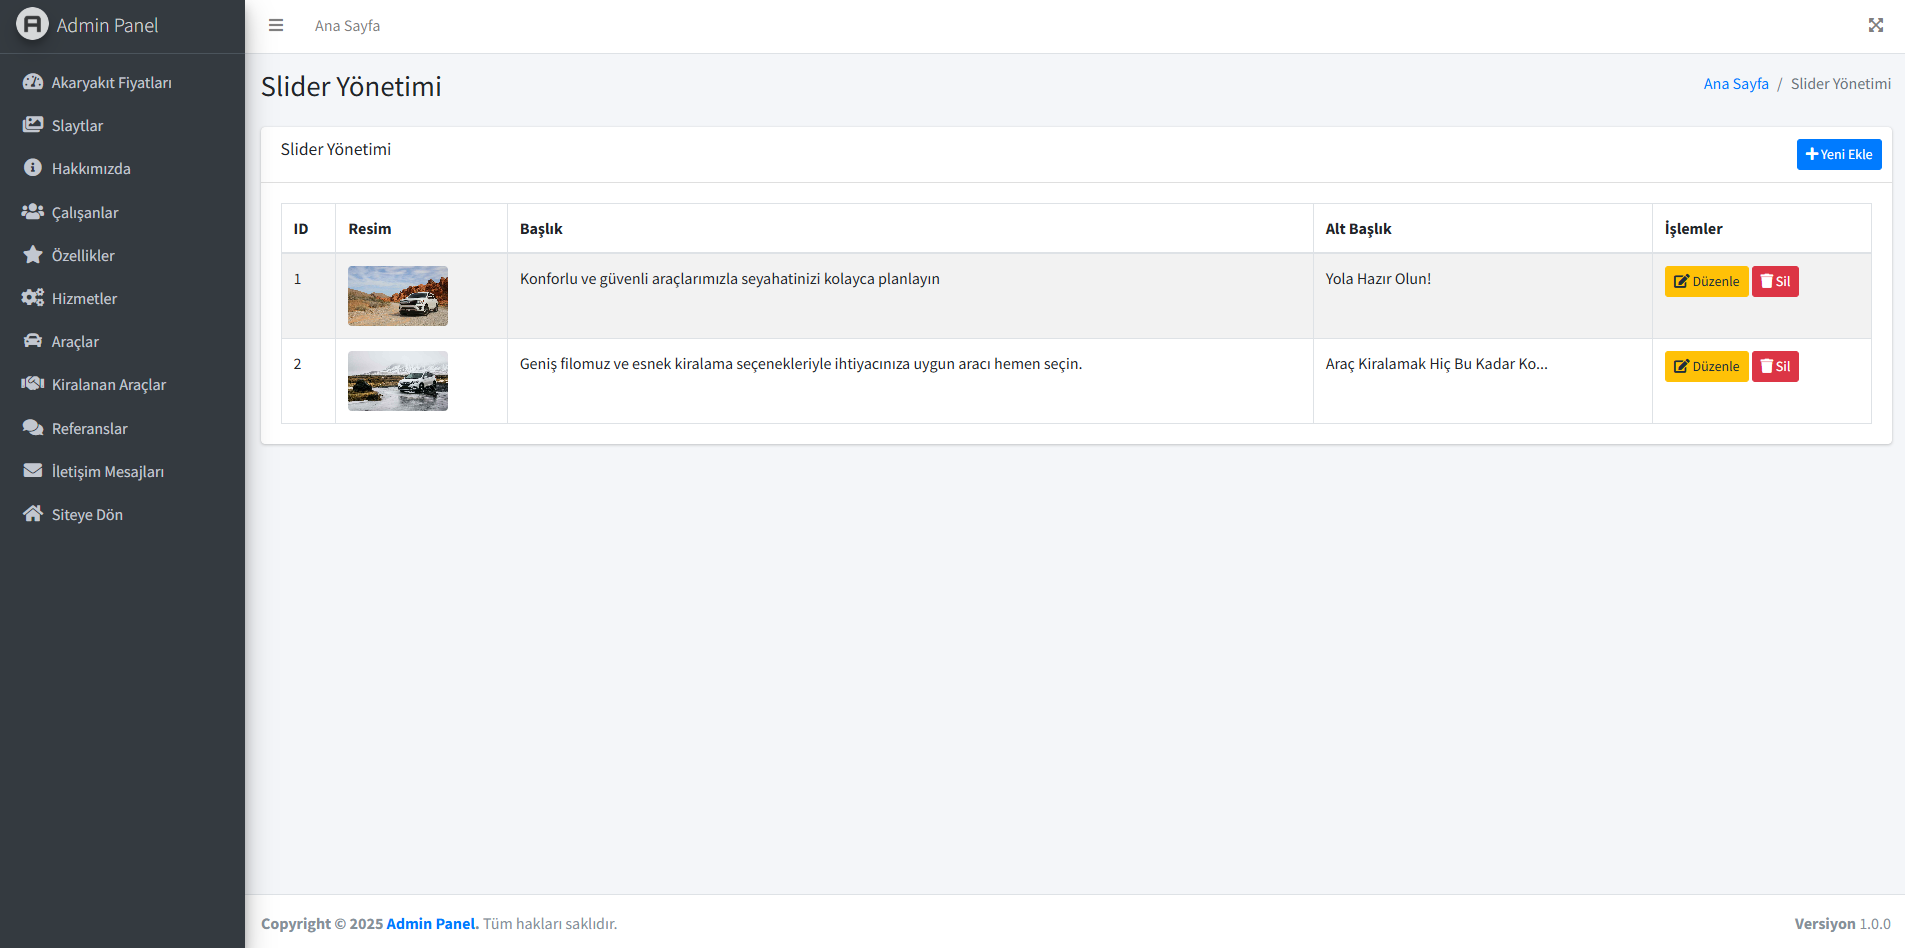 Admin Panel
Ana Sayfa
Akaryakıt Fiyatları
Slaytlar
Hakkımızda
Çalışanlar
Özellikler
Hizmetler
Araçlar
Kiralanan Araçlar
Referanslar
İletişim Mesajları
Siteye Dön
Slider Yönetimi
Ana Sayfa / Slider Yönetimi
Slider Yönetimi
Yeni Ekle
ID Resim Başlık Alt Başlık İşlemler
1 Konforlu ve güvenli araçlarımızla seyahatinizi kolayca planlayın Yola Hazır Olun! Düzenle Sil
2 Geniş filomuz ve esnek kiralama seçenekleriyle ihtiyacınıza uygun aracı hemen seçin. Araç Kiralamak Hiç Bu Kadar Ko... Düzenle Sil
Copyright © 2025 Admin Panel. Tüm hakları saklıdır.
Versiyon 1.0.0